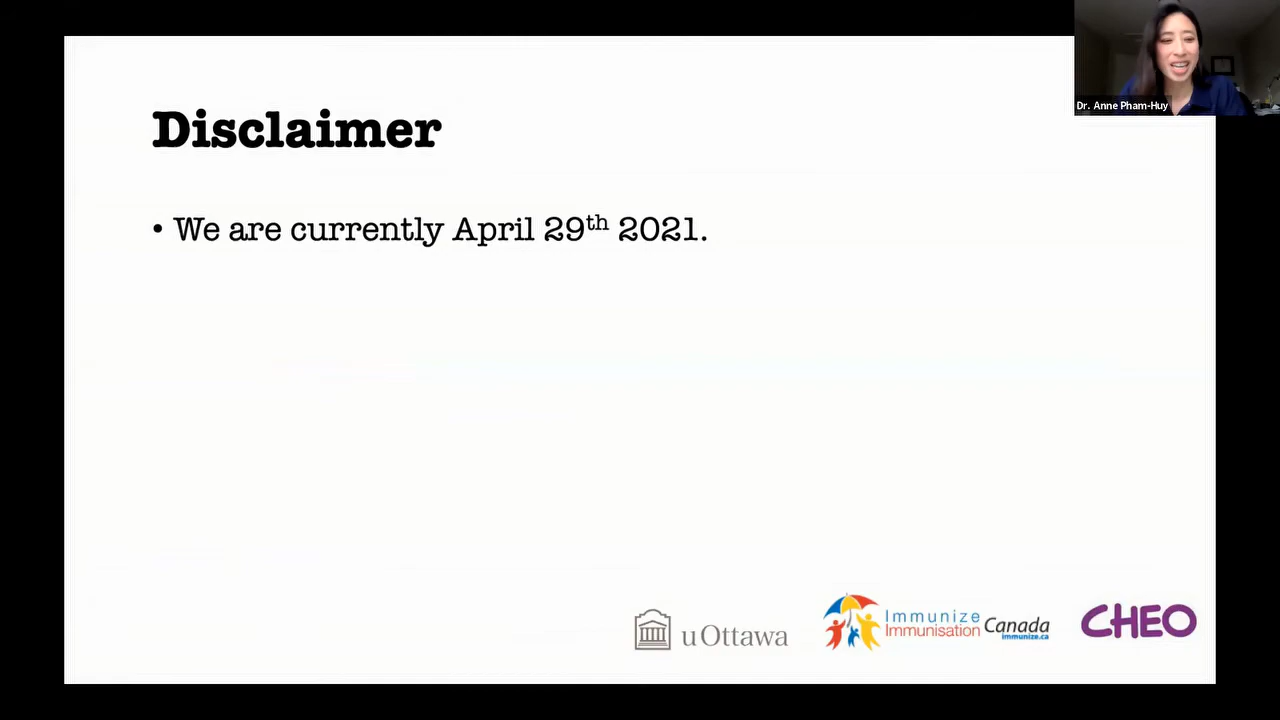 Dr. Anne Pham-Huy
Disclaimer
• We are currently April 29th 2021.
uOttawa
Immunize
Immunisation Canada
immunize.ca
CHEO